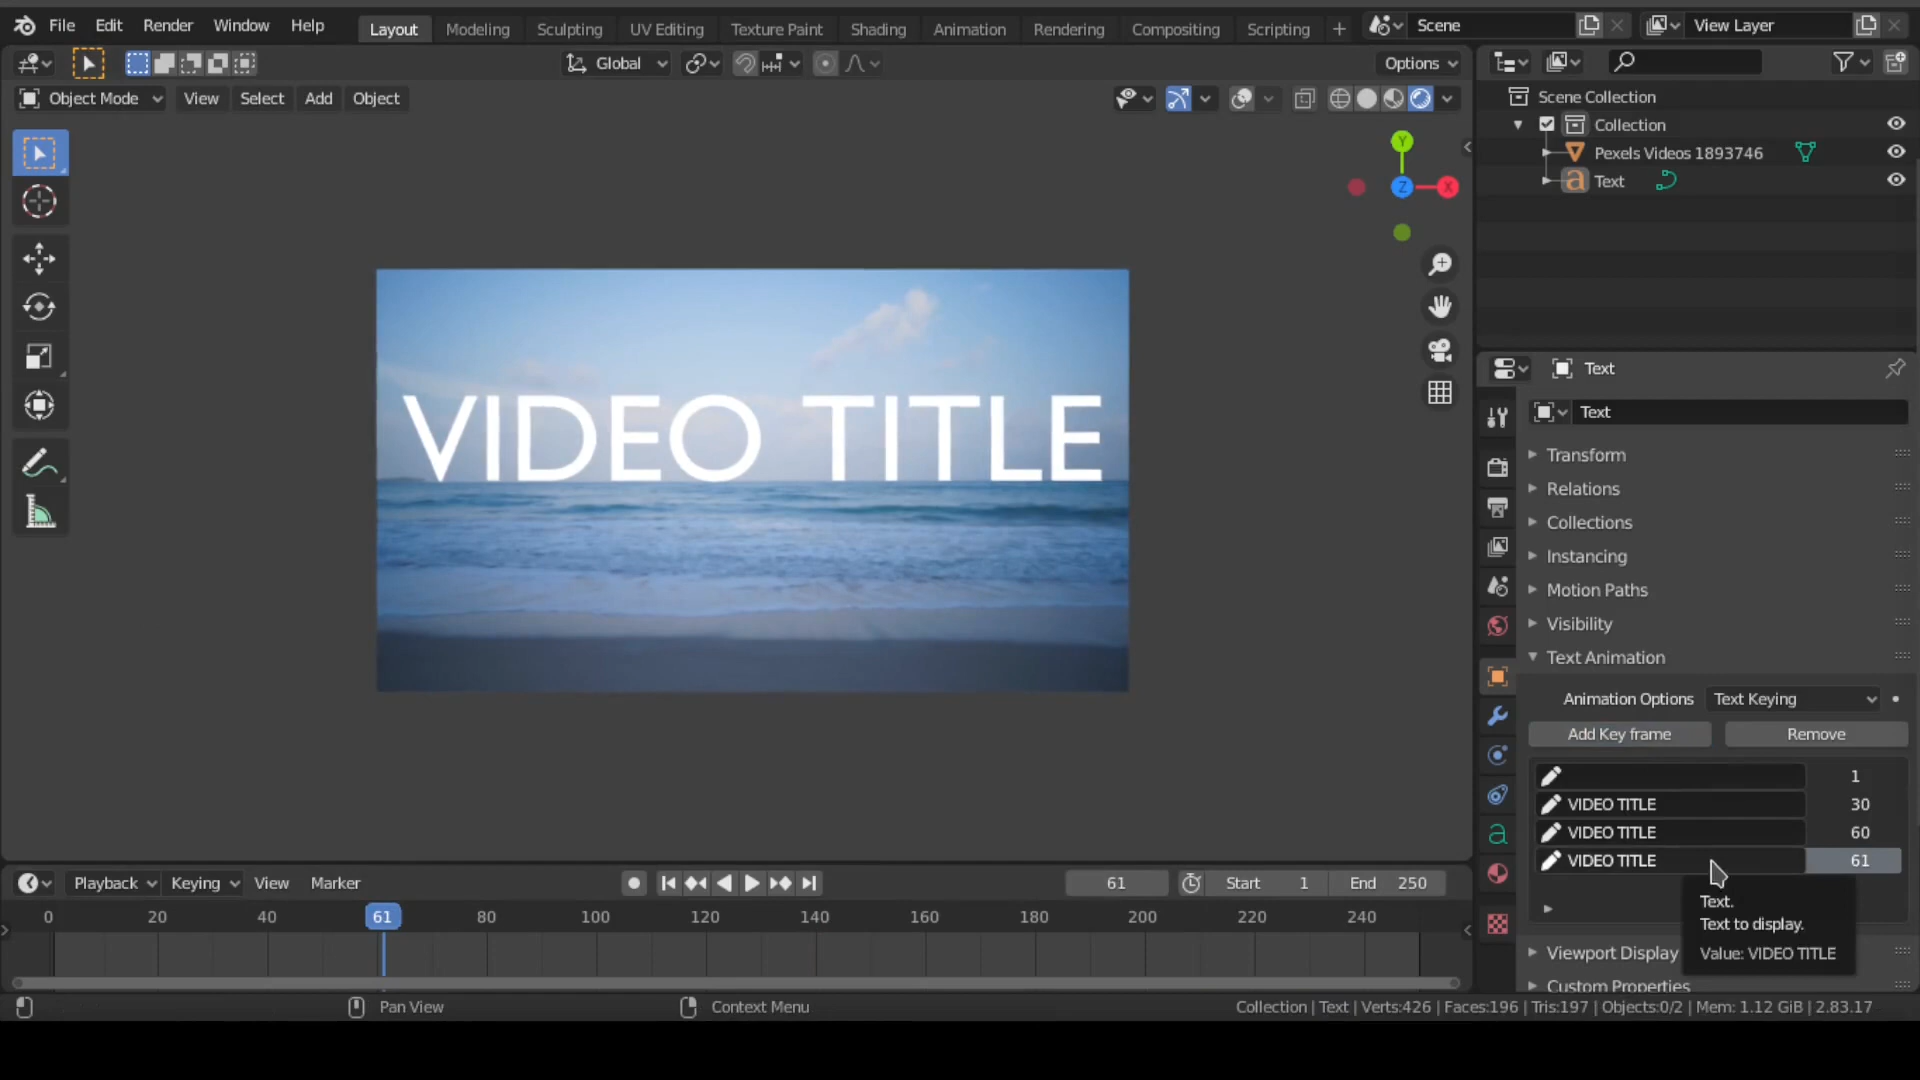 File Edit Render Window Help Layout Modeling Sculpting UV Editing Texture Paint Shading Animation Rendering Compositing Scripting + Scene View Layer
Global Options
Object Mode View Select Add Object
Scene Collection
Collection
Pexels Videos 1893746
a Text
Y
Z X
VIDEO TITLE
Text
Text
Transform
Relations
Collections
Instancing
Motion Paths
Visibility
Text Animation
Animation Options Text Keying
Add Key frame Remove
1
VIDEO TITLE 30
VIDEO TITLE 60
VIDEO TITLE 61
Text.
Text to display.
Value: VIDEO TITLE
Viewport Display
Custom Properties
Playback Keying View Marker 61 Start 1 End 250
0 20 40 61 80 100 120 140 160 180 200 220 240
Pan View Context Menu Collection | Text | Verts:426 | Faces:196 | Tris:197 | Objects:0/2 | Mem: 1.12 GiB | 2.83.17